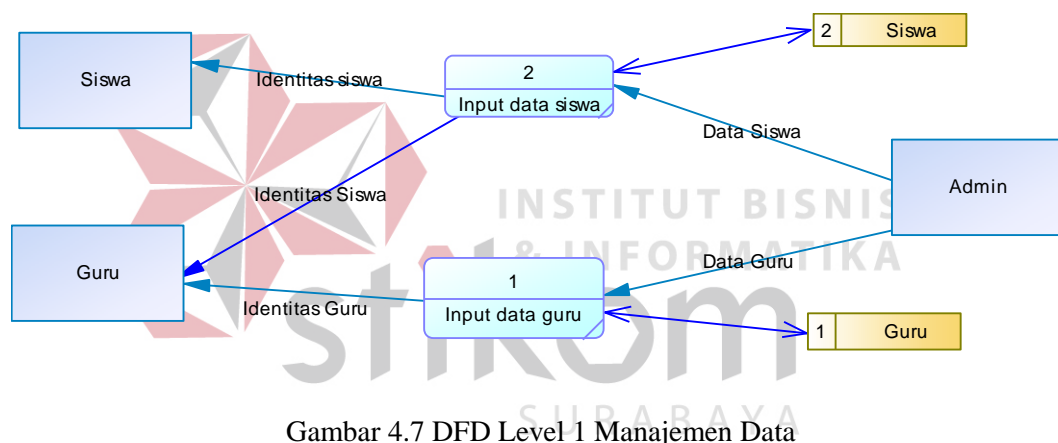 2 Siswa
Siswa
Identitas siswa
2
Input data siswa
Data Siswa
Admin
Identitas Siswa
INSTITUT BISNIS
& INFORMATIKA
Guru
Data Guru
1
Input data guru
Identitas Guru
1 Guru
stikom
SURABAYA
Gambar 4.7 DFD Level 1 Manajemen Data